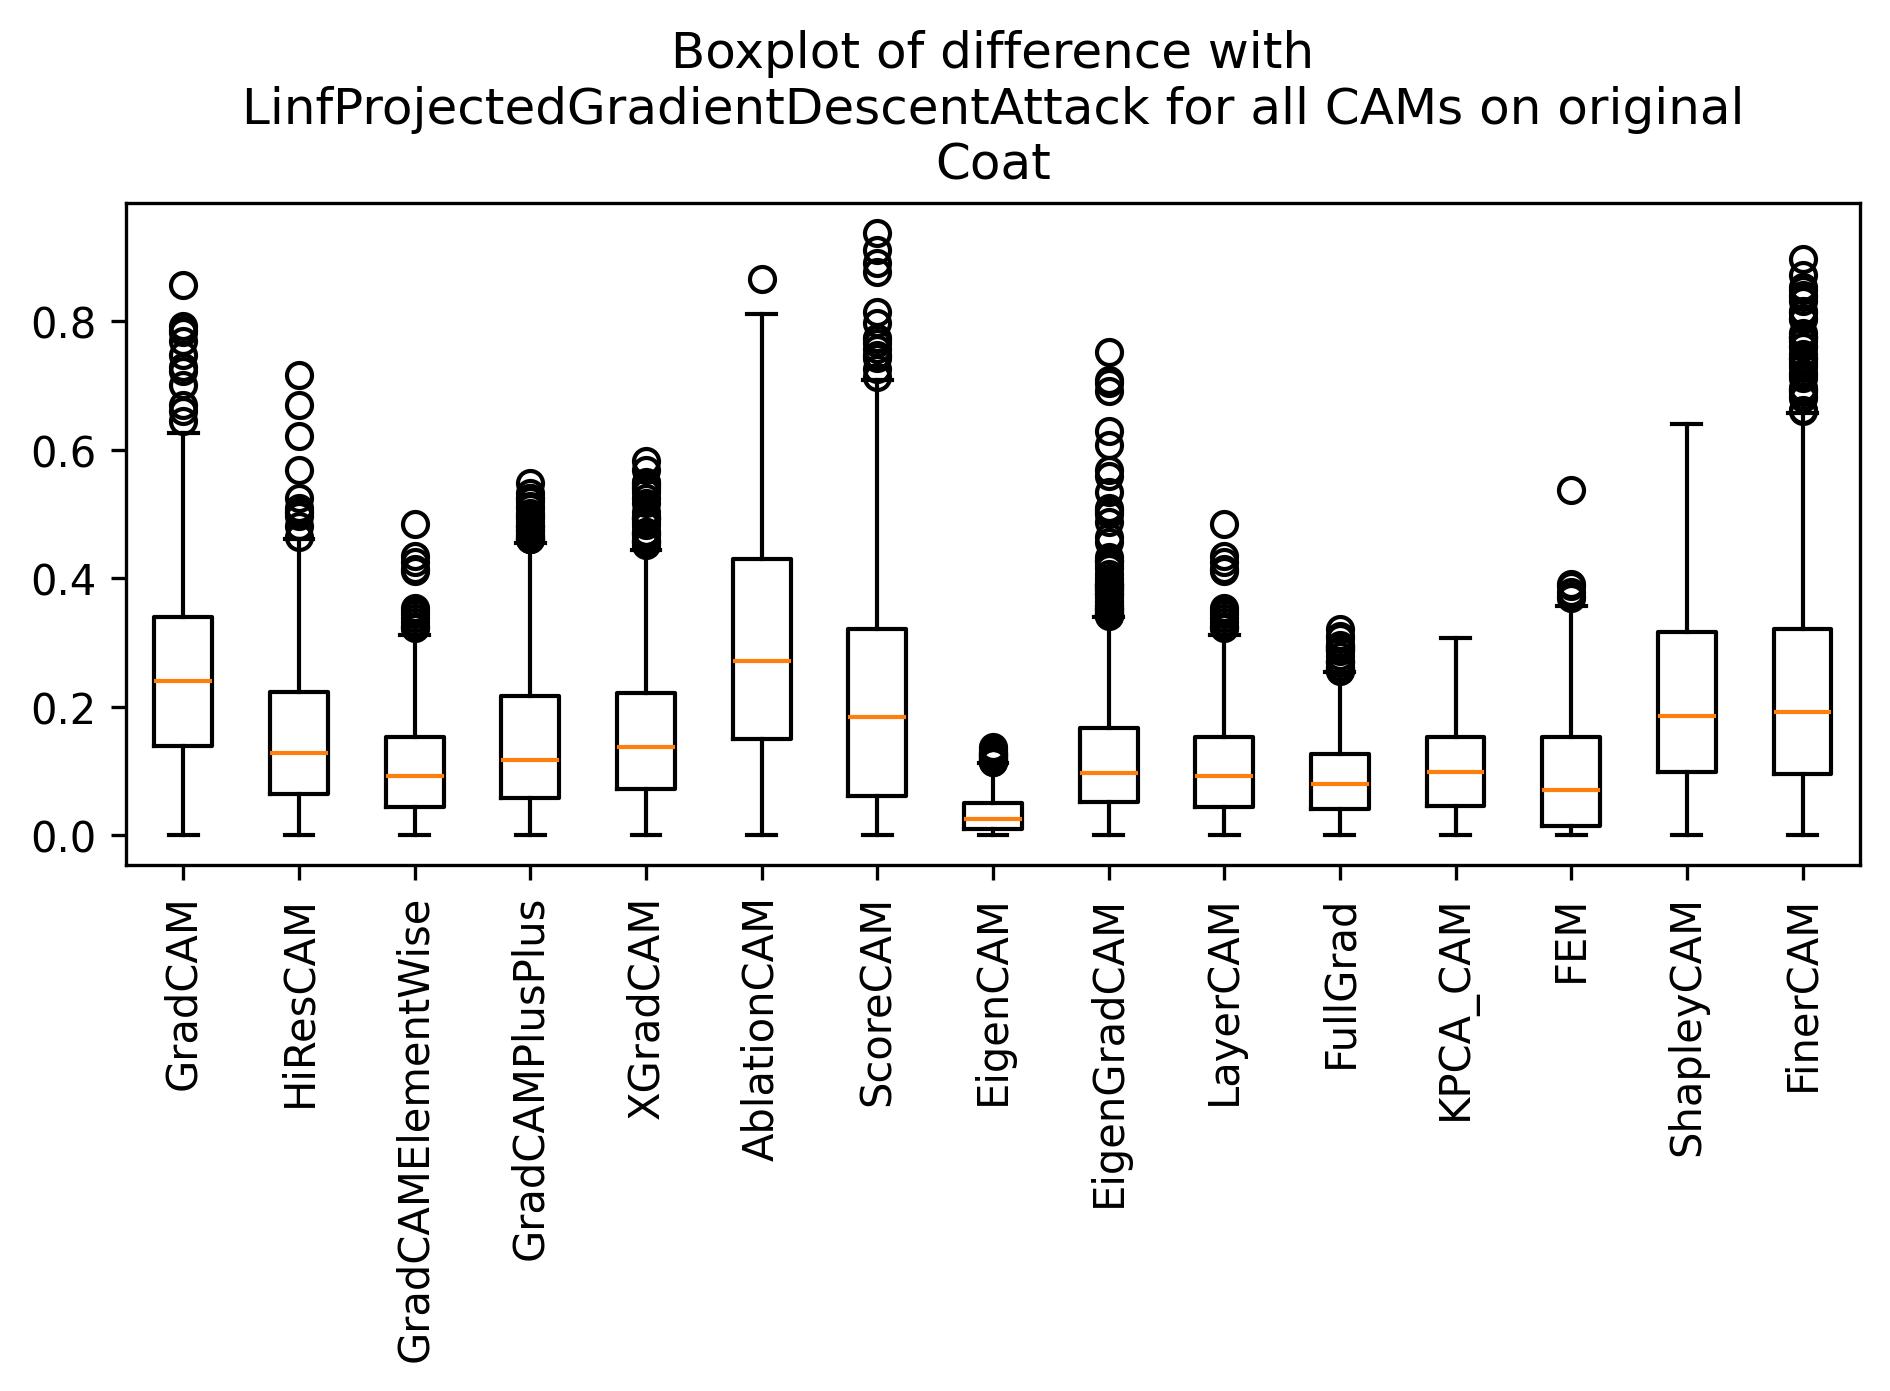 Boxplot of difference with
LinfProjectedGradientDescentAttack for all CAMs on original
Coat
0.8
0.6
0.4
0.2
0.0
GradCAM
HiResCAM
GradCAMElementWise
GradCAMPlusPlus
XGradCAM
AblationCAM
ScoreCAM
EigenCAM
EigenGradCAM
LayerCAM
FullGrad
KPCA_CAM
FEM
ShapleyCAM
FinerCAM